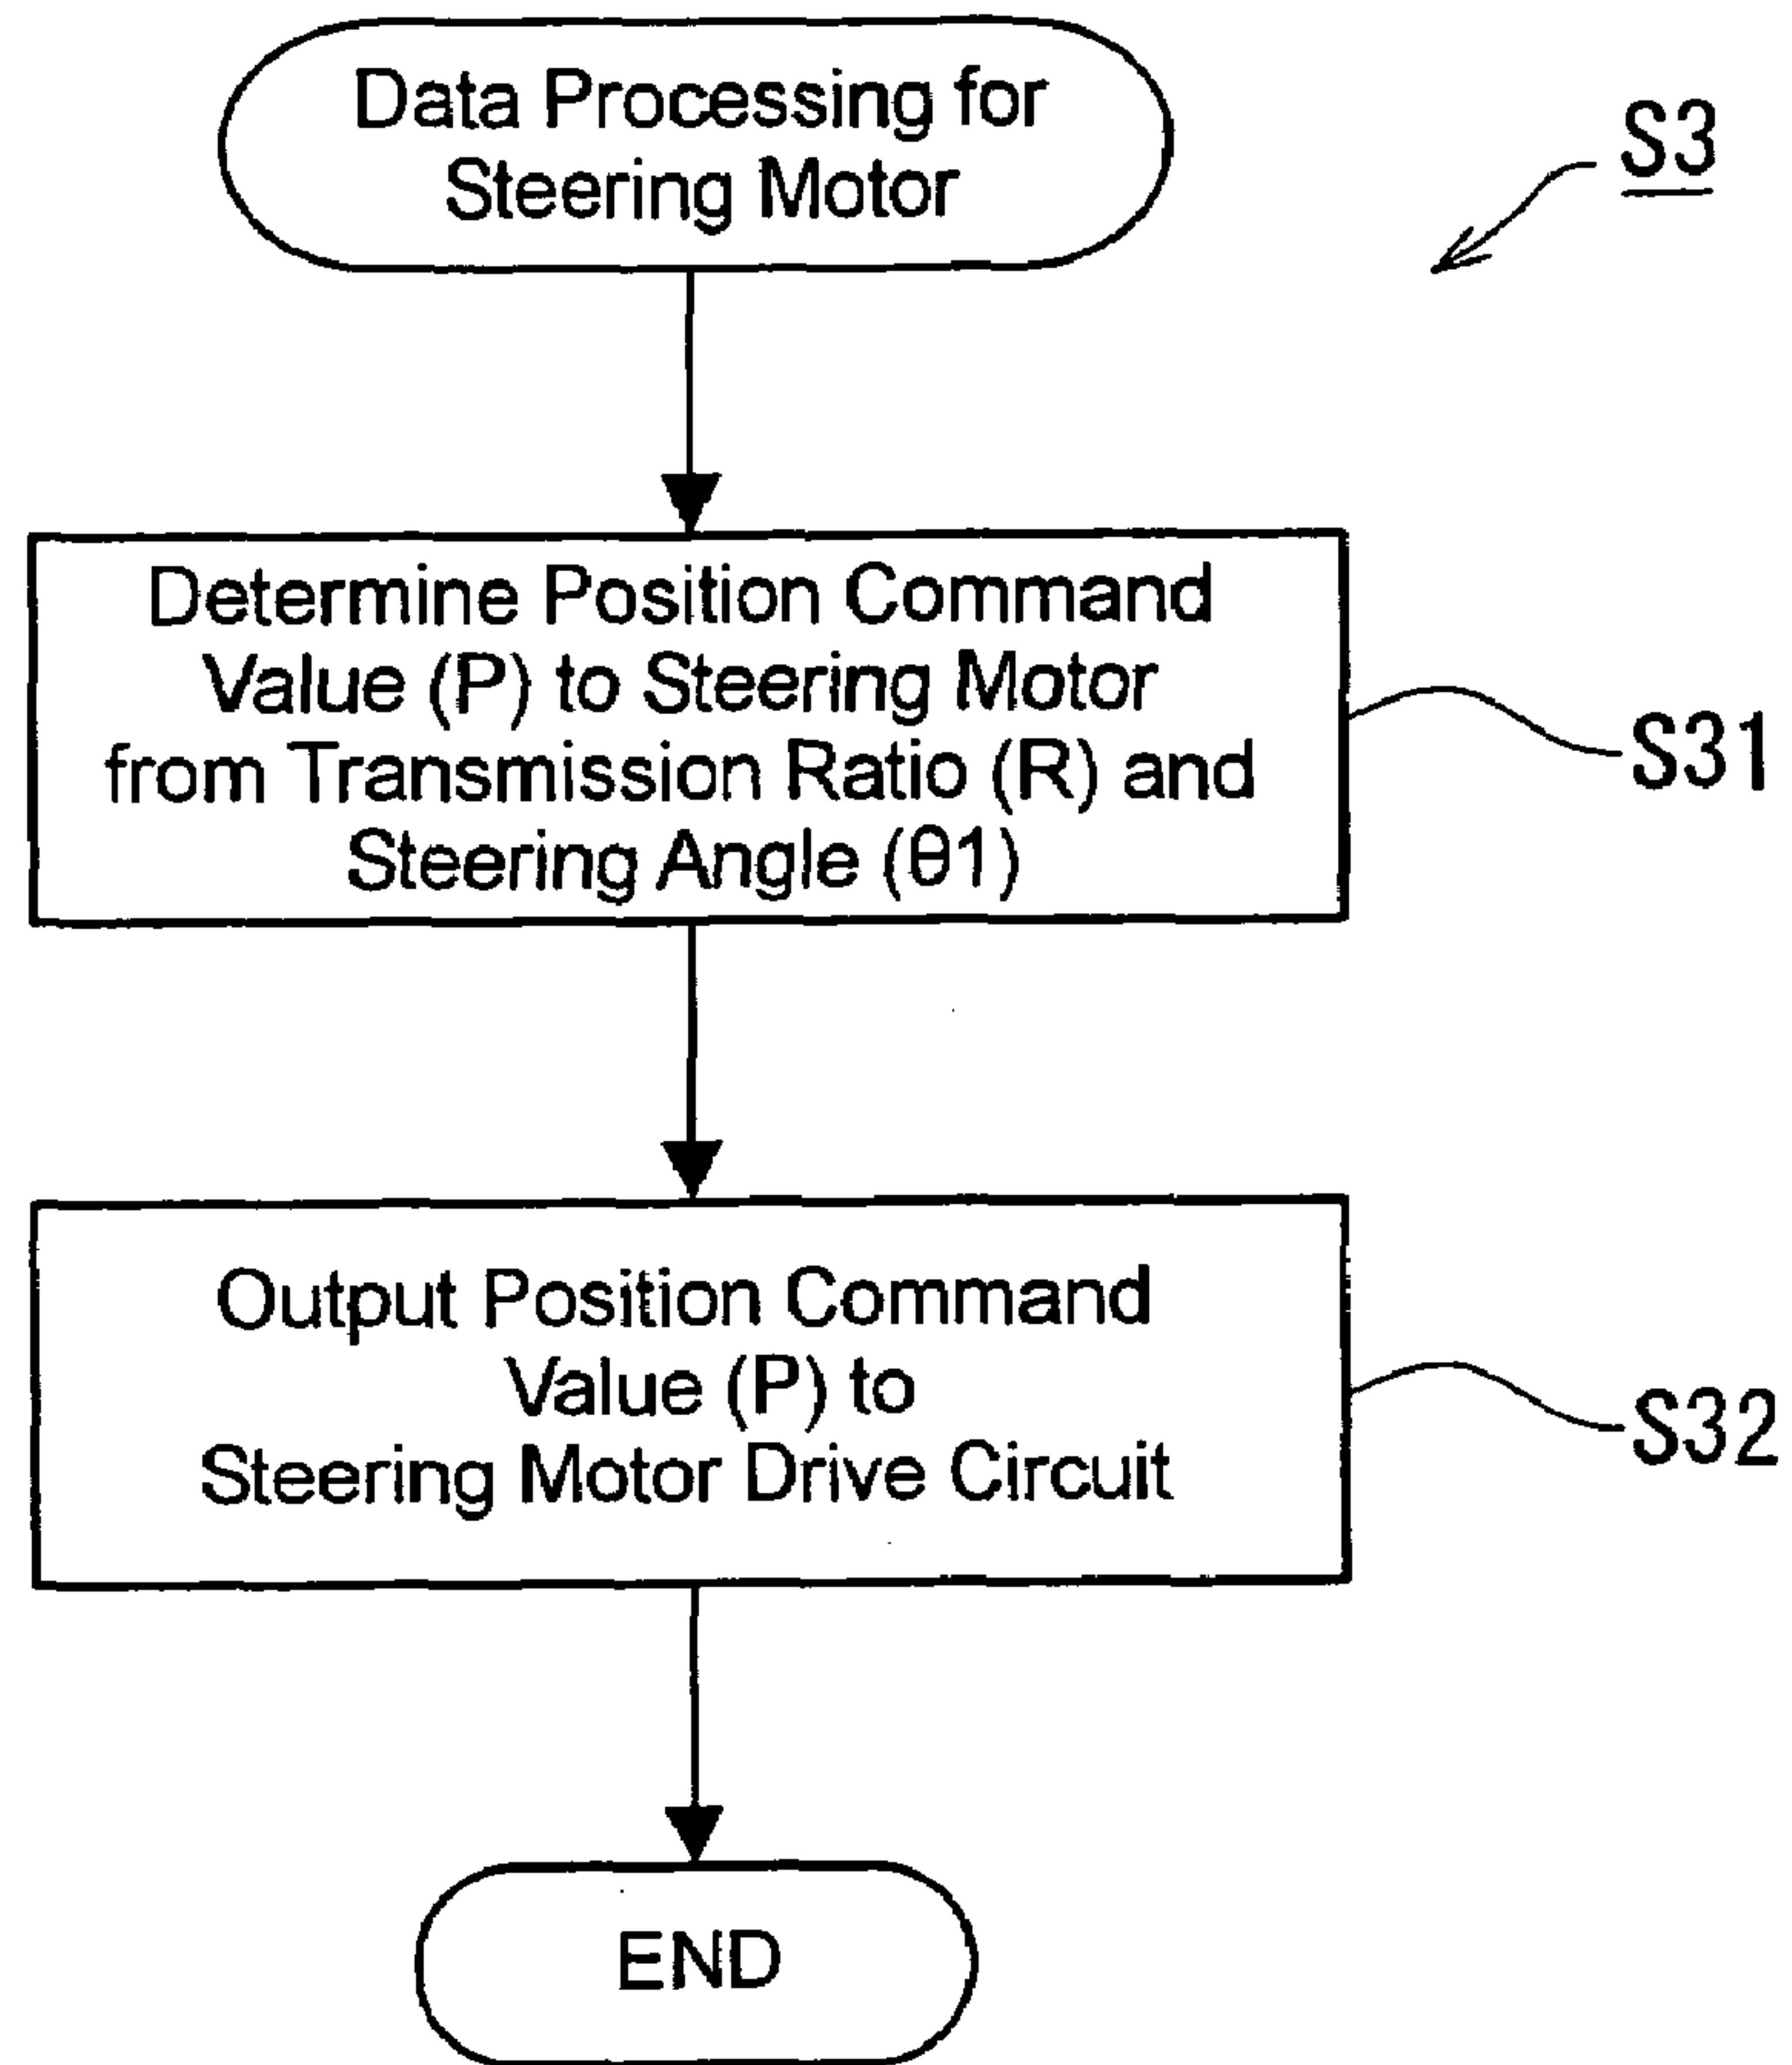 Data Processing for
Steering Motor
S3
Determine Position Command
Value (P) to Steering Motor
from Transmission Ratio (R) and
Steering Angle (θ1)
S31
Output Position Command
Value (P) to
Steering Motor Drive Circuit
S32
END